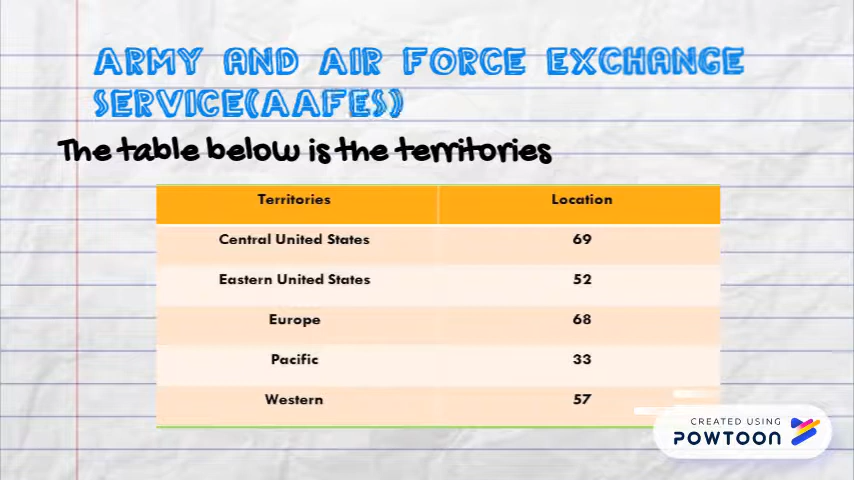 ARMY AND AIR FORCE EXCHANGE
SERVICE(AAFES)
The table below is the territories
Territories Location
Central United States 69
Eastern United States 52
Europe 68
Pacific 33
Western 57
CREATED USING
POWTOON